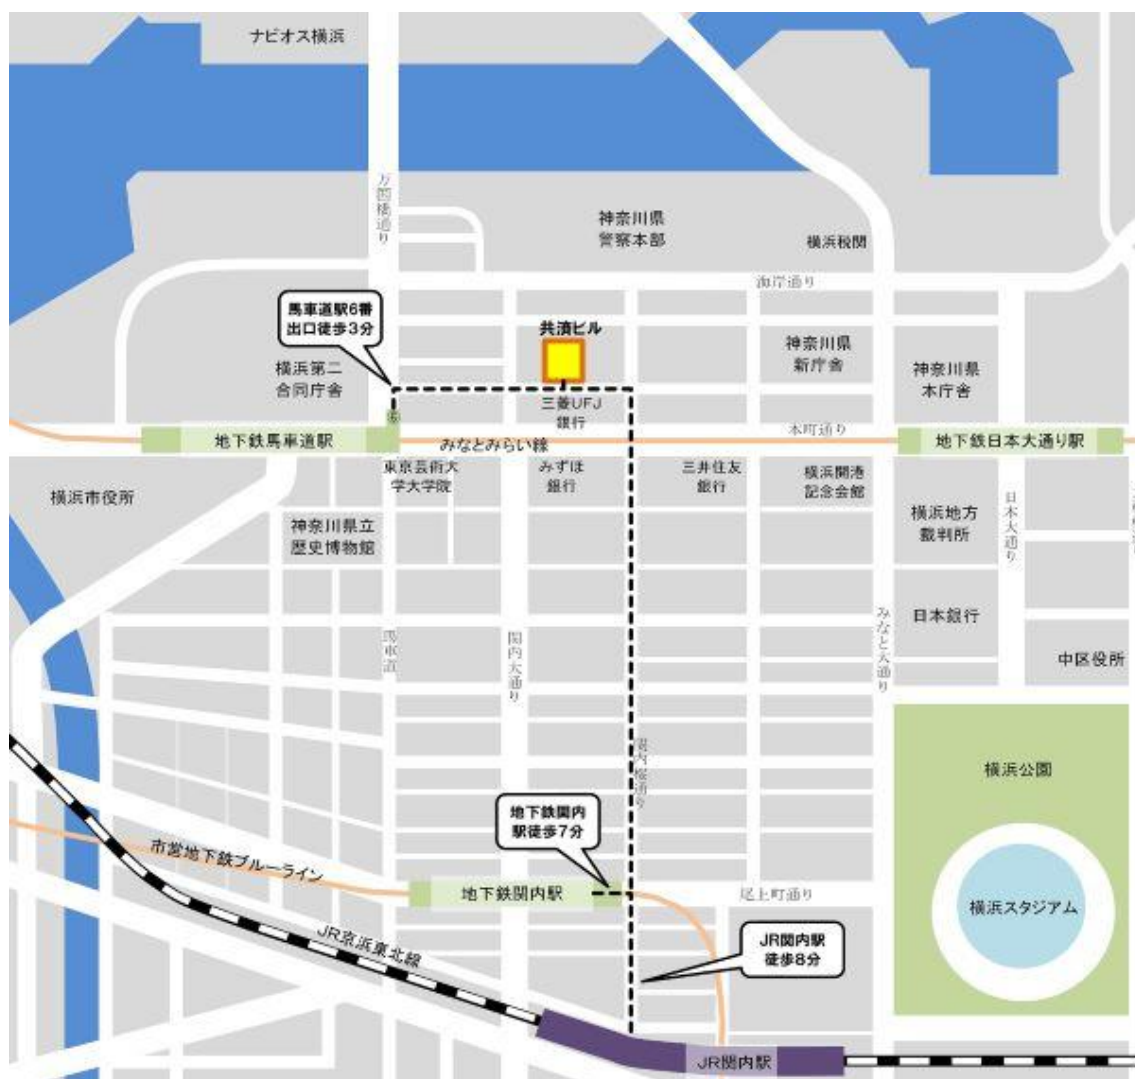 ナビオス横浜
万国橋通り
神奈川県
警察本部
横浜税関
海岸通り
馬車道駅6番
出口徒歩3分
共済ビル
神奈川県
新庁舎
横浜第二
合同庁舎
神奈川県
本庁舎
三菱UFJ
銀行
6
本町通り
地下鉄馬車道駅
みなとみらい線
地下鉄日本大通り駅
東京芸術大
学大学院
みずほ
銀行
三井住友
銀行
横浜開港
記念会館
横浜市役所
神奈川県立
歴史博物館
横浜地方
裁判所
日本大通り
日本銀行
馬車道
関内大通り
みなと大通り
中区役所
関内桜通り
横浜公園
地下鉄関内
駅徒歩7分
市営地下鉄ブルーライン
地下鉄関内駅
尾上町通り
横浜スタジアム
JR京浜東北線
JR関内駅
徒歩8分
JR関内駅